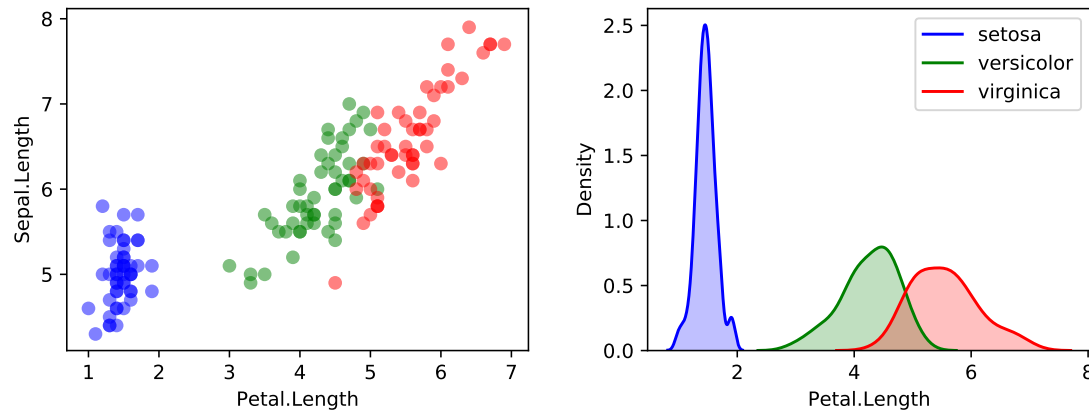 8
7
6
5
Sepal.Length
1 2 3 4 5 6 7
Petal.Length
2.5
2.0
1.5
1.0
0.5
0.0
Density
setosa
versicolor
virginica
2 4 6 8
Petal.Length